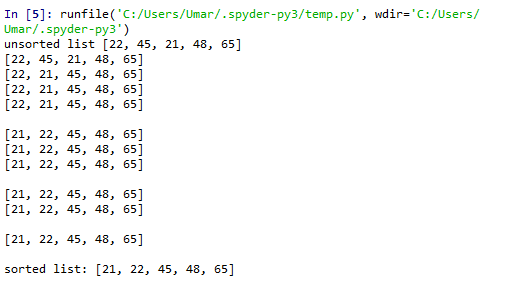 In [5]: runfile('C:/Users/Umar/.spyder-py3/temp.py', wdir='C:/Users/
Umar/.spyder-py3')
unsorted list [22, 45, 21, 48, 65]
[22, 45, 21, 48, 65]
[22, 21, 45, 48, 65]
[22, 21, 45, 48, 65]
[22, 21, 45, 48, 65]

[21, 22, 45, 48, 65]
[21, 22, 45, 48, 65]
[21, 22, 45, 48, 65]

[21, 22, 45, 48, 65]
[21, 22, 45, 48, 65]

[21, 22, 45, 48, 65]

sorted list: [21, 22, 45, 48, 65]